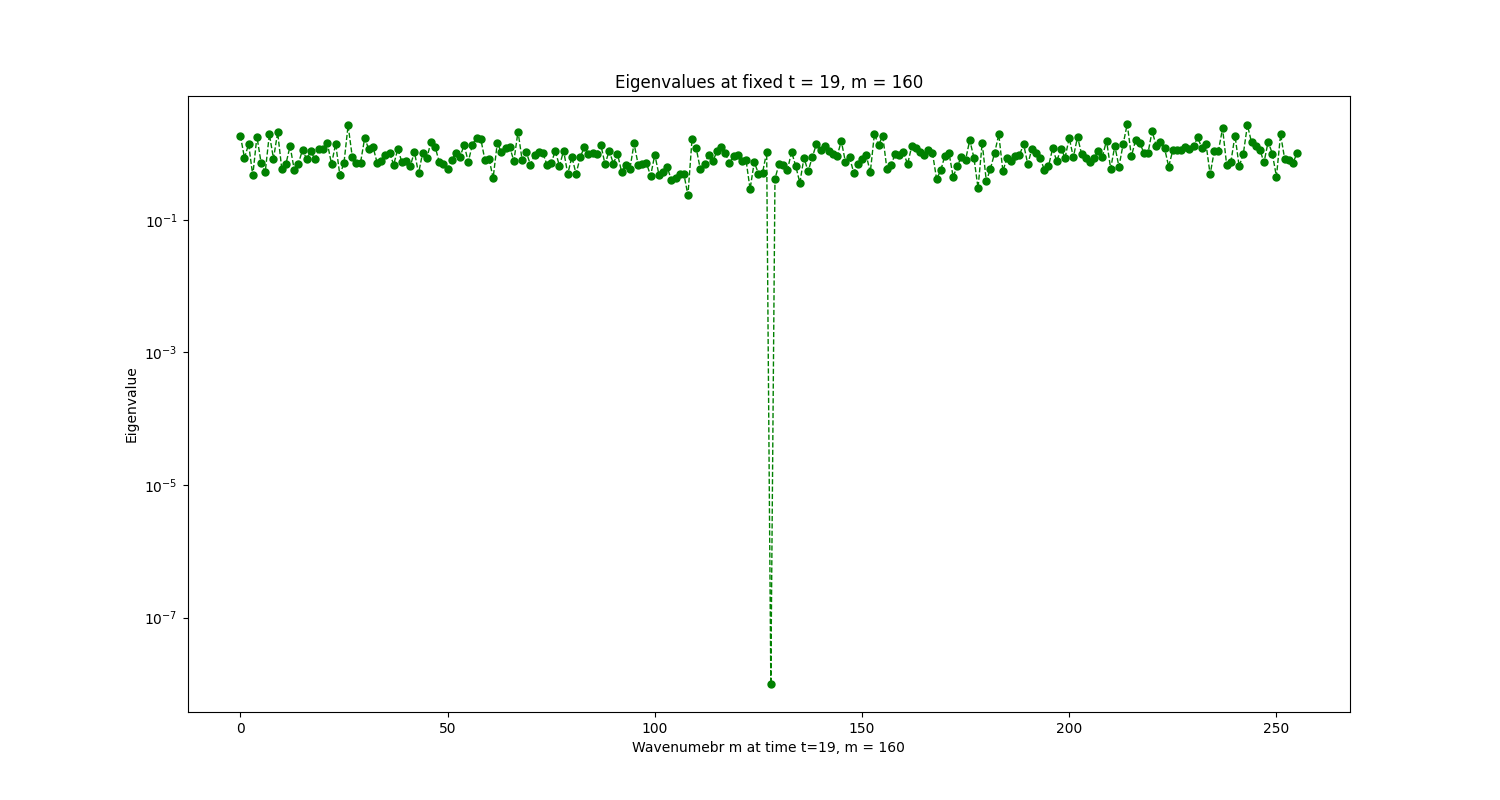 Eigenvalues at fixed t = 19, m = 160
Eigenvalue
10⁻¹
10⁻³
10⁻⁵
10⁻⁷
0 50 100 150 200 250
Wavenumebr m at time t=19, m = 160